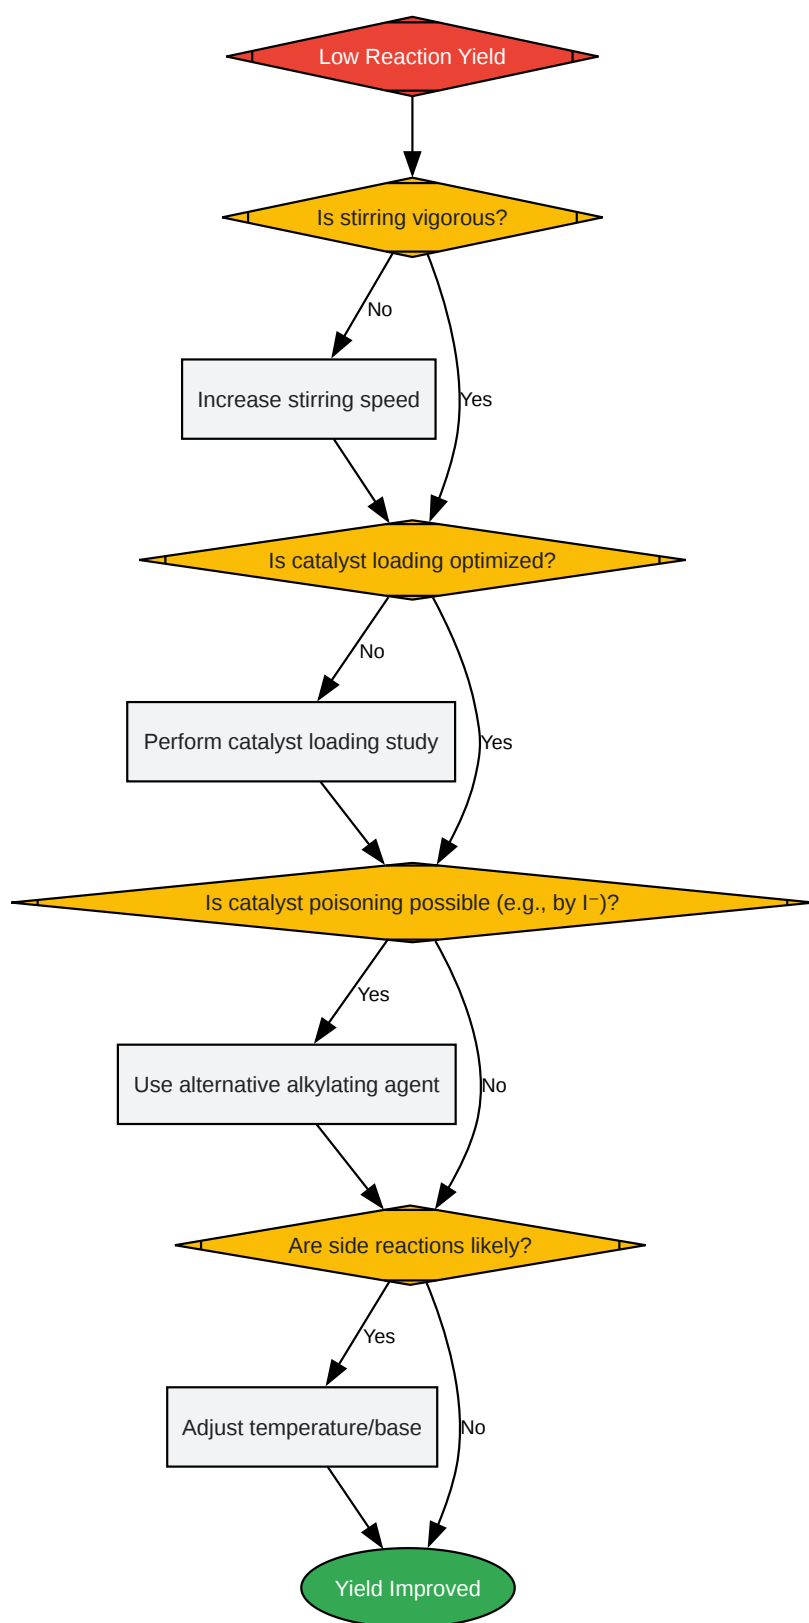 Low Reaction Yield
Is stirring vigorous?
No
Increase stirring speed
Yes
Is catalyst loading optimized?
No
Perform catalyst loading study
Yes
Is catalyst poisoning possible (e.g., by I⁻)?
Yes
Use alternative alkylating agent
No
Are side reactions likely?
Yes
Adjust temperature/base
No
Yield Improved